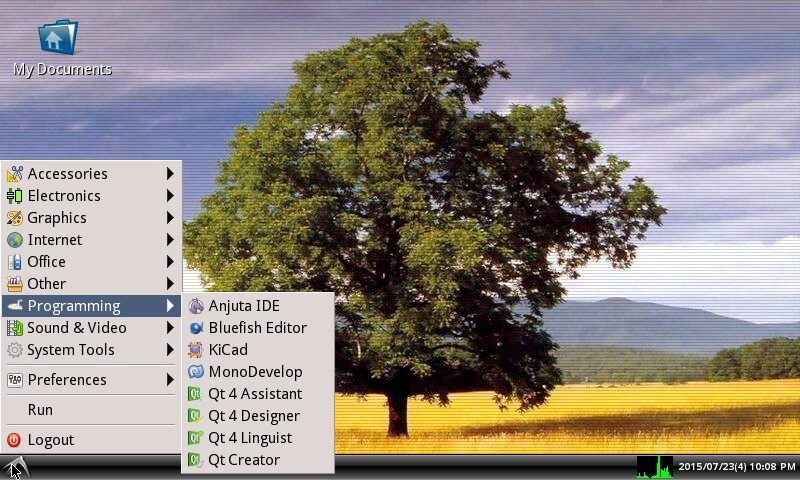 My Documents
Accessories
Electronics
Graphics
Internet
Office
Other
Programming
Sound & Video
System Tools
Preferences
Run
Logout
Anjuta IDE
Bluefish Editor
KiCad
MonoDevelop
Qt 4 Assistant
Qt 4 Designer
Qt 4 Linguist
Qt Creator
2015/07/23(4) 10:08 PM